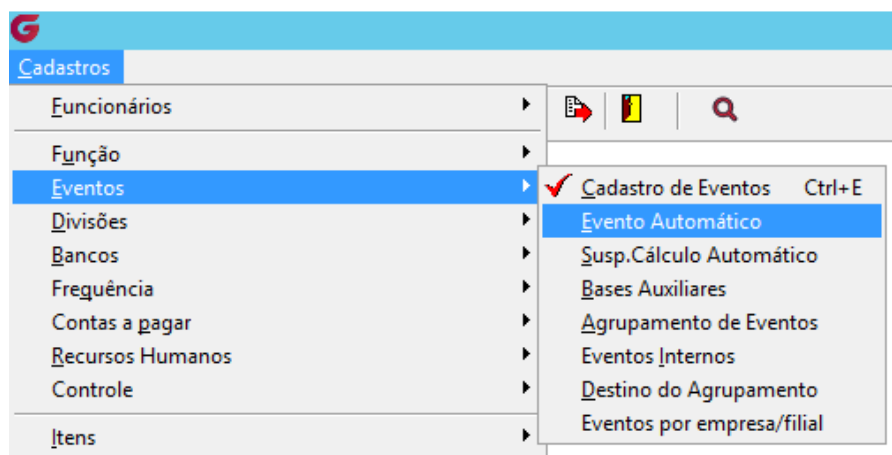 G
Cadastros
Funcionários
Função
Eventos
Divisões
Bancos
Frequência
Contas a pagar
Recursos Humanos
Controle
Itens
Cadastro de Eventos Ctrl+E
Evento Automático
Susp.Cálculo Automático
Bases Auxiliares
Agrupamento de Eventos
Eventos Internos
Destino do Agrupamento
Eventos por empresa/filial